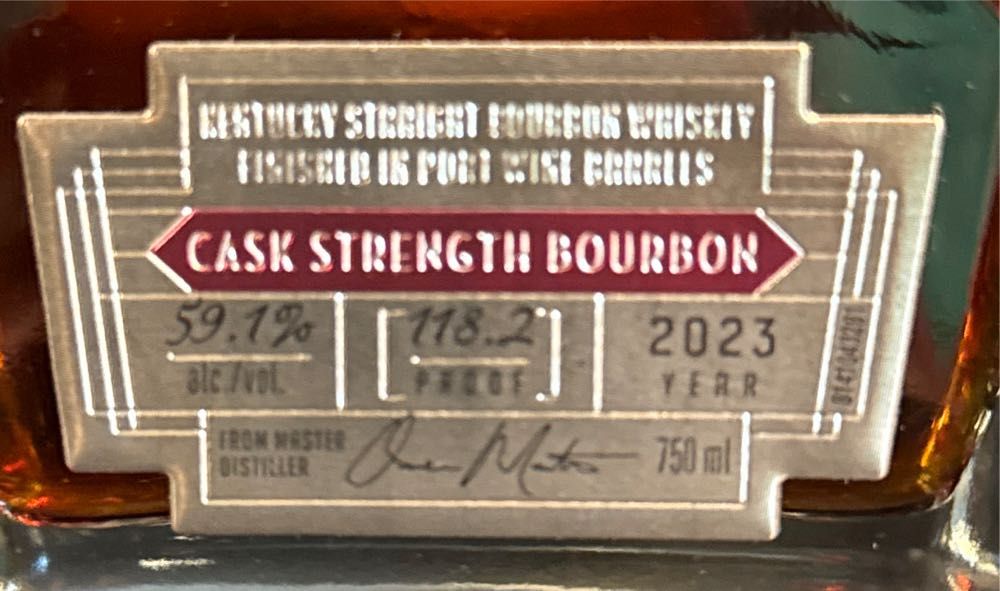 KENTUCKY STRAIGHT BOURBON WHISKEY
FINISHED IN PORT WINE BARRELS
CASK STRENGTH BOURBON
59.1%
alc./vol.
118.2
PROOF
2023
YEAR
FROM MASTER
DISTILLER
750 ml